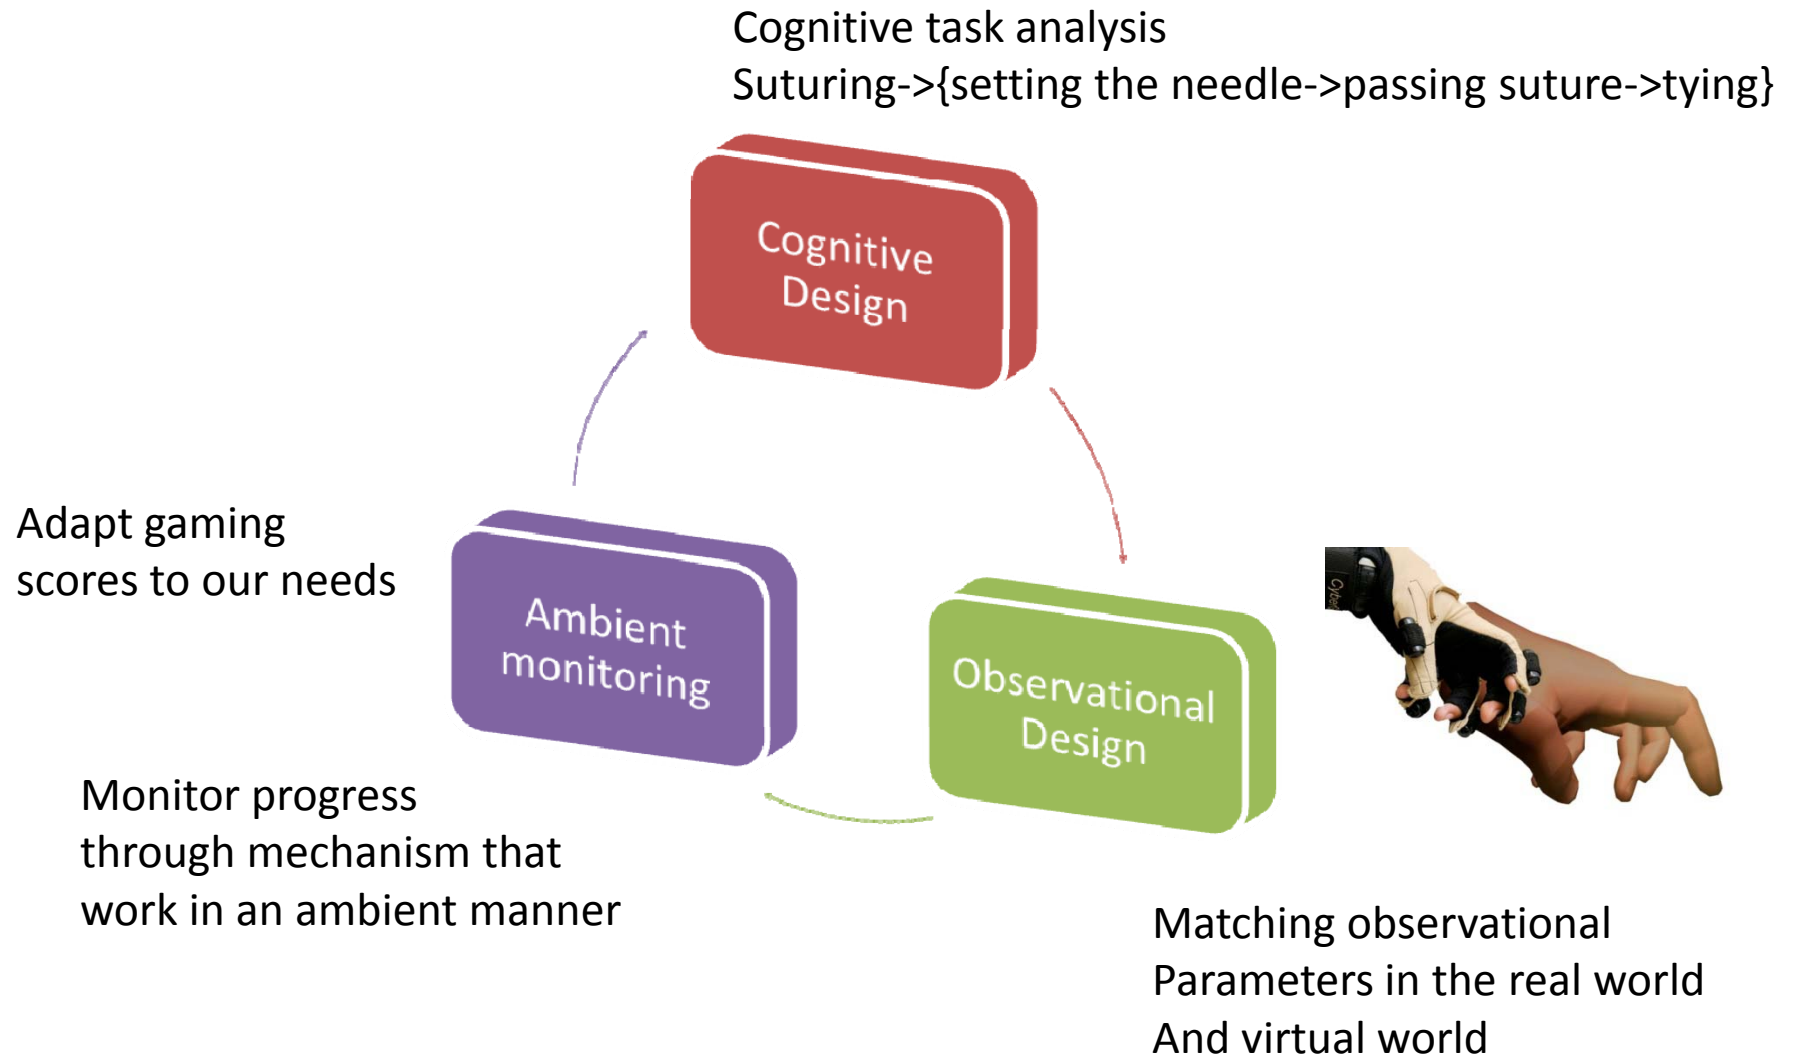 Cognitive task analysis
Suturing->{setting the needle->passing suture->tying}
Cognitive
Design
Adapt gaming
scores to our needs
Ambient
monitoring
Observational
Design
Cyber
Monitor progress
through mechanism that
work in an ambient manner
Matching observational
Parameters in the real world
And virtual world